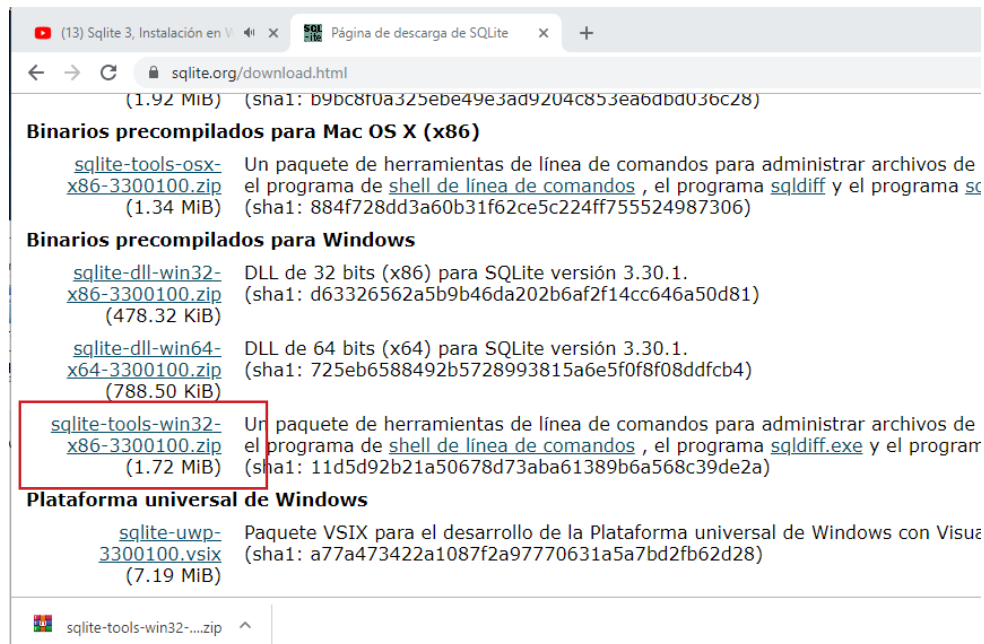 (13) Sqlite 3, Instalación en
Página de descarga de SQLite
sqlite.org/download.html
(1.92 MiB) (sha1: b9bc8f0a325ebe49e3ad9204c853ea6dbd036c28)
Binarios precompilados para Mac OS X (x86)
sqlite-tools-osx- Un paquete de herramientas de línea de comandos para administrar archivos de
x86-3300100.zip el programa de shell de línea de comandos , el programa sqldiff y el programa
(1.34 MiB) (sha1: 884f728dd3a60b31f62ce5c224ff755524987306)
Binarios precompilados para Windows
sqlite-dll-win32- DLL de 32 bits (x86) para SQLite versión 3.30.1.
x86-3300100.zip (sha1: d63326562a5b9b46da202b6af2f14cc646a50d81)
(478.32 KiB)
sqlite-dll-win64- DLL de 64 bits (x64) para SQLite versión 3.30.1.
x64-3300100.zip (sha1: 725eb6588492b5728993815a6e5f0f8f08ddfcb4)
(788.50 KiB)
sqlite-tools-win32- Un paquete de herramientas de línea de comandos para administrar archivos de
x86-3300100.zip el programa de shell de línea de comandos , el programa sqldiff.exe y el program
(1.72 MiB) (sha1: 11d5d92b21a50678d73aba61389b6a568c39de2a)
Plataforma universal de Windows
sqlite-uwp- Paquete VSIX para el desarrollo de la Plataforma universal de Windows con Visua
3300100.vsix (sha1: a77a473422a1087f2a97770631a5a7bd2fb62d28)
(7.19 MiB)
sqlite-tools-win32-....zip